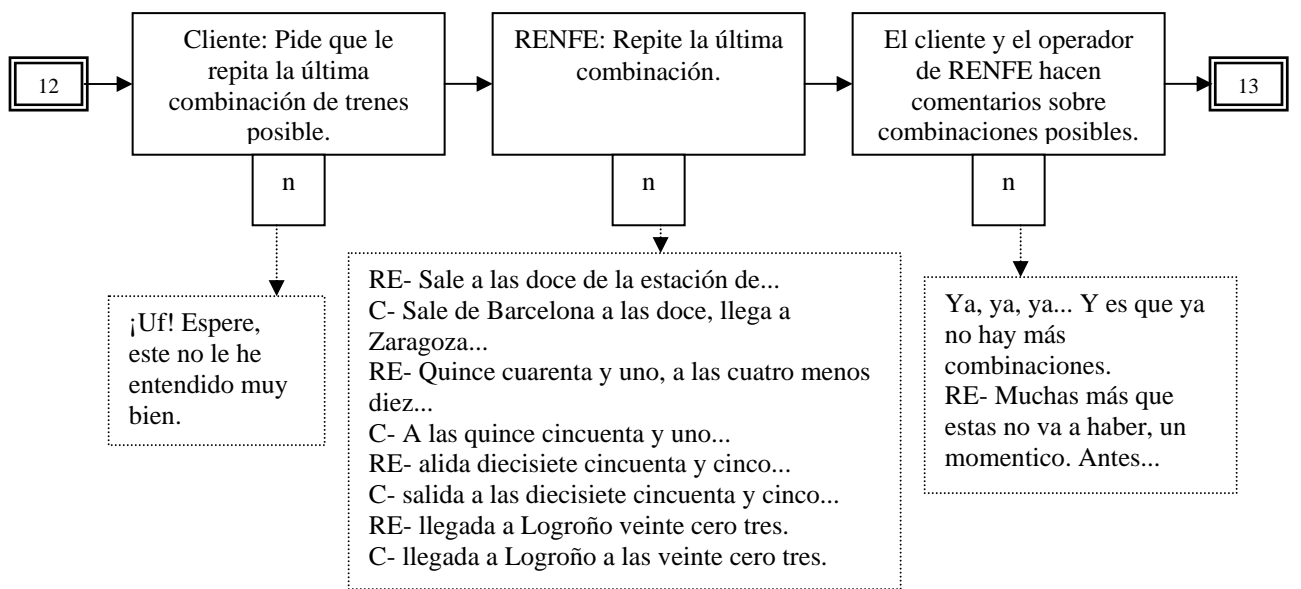 12
Cliente: Pide que le
repita la última
combinación de trenes
posible.
n
RENFE: Repite la última
combinación.
n
El cliente y el operador
de RENFE hacen
comentarios sobre
combinaciones posibles.
n
13
¡Uf! Espere,
este no le he
entendido muy
bien.
RE- Sale a las doce de la estación de...
C- Sale de Barcelona a las doce, llega a
Zaragoza...
RE- Quince cuarenta y uno, a las cuatro menos
diez...
C- A las quince cincuenta y uno...
RE- alida diecisiete cincuenta y cinco...
C- salida a las diecisiete cincuenta y cinco...
RE- llegada a Logroño veinte cero tres.
C- llegada a Logroño a las veinte cero tres.
Ya, ya, ya... Y es que ya
no hay más
combinaciones.
RE- Muchas más que
estas no va a haber, un
momentico. Antes...